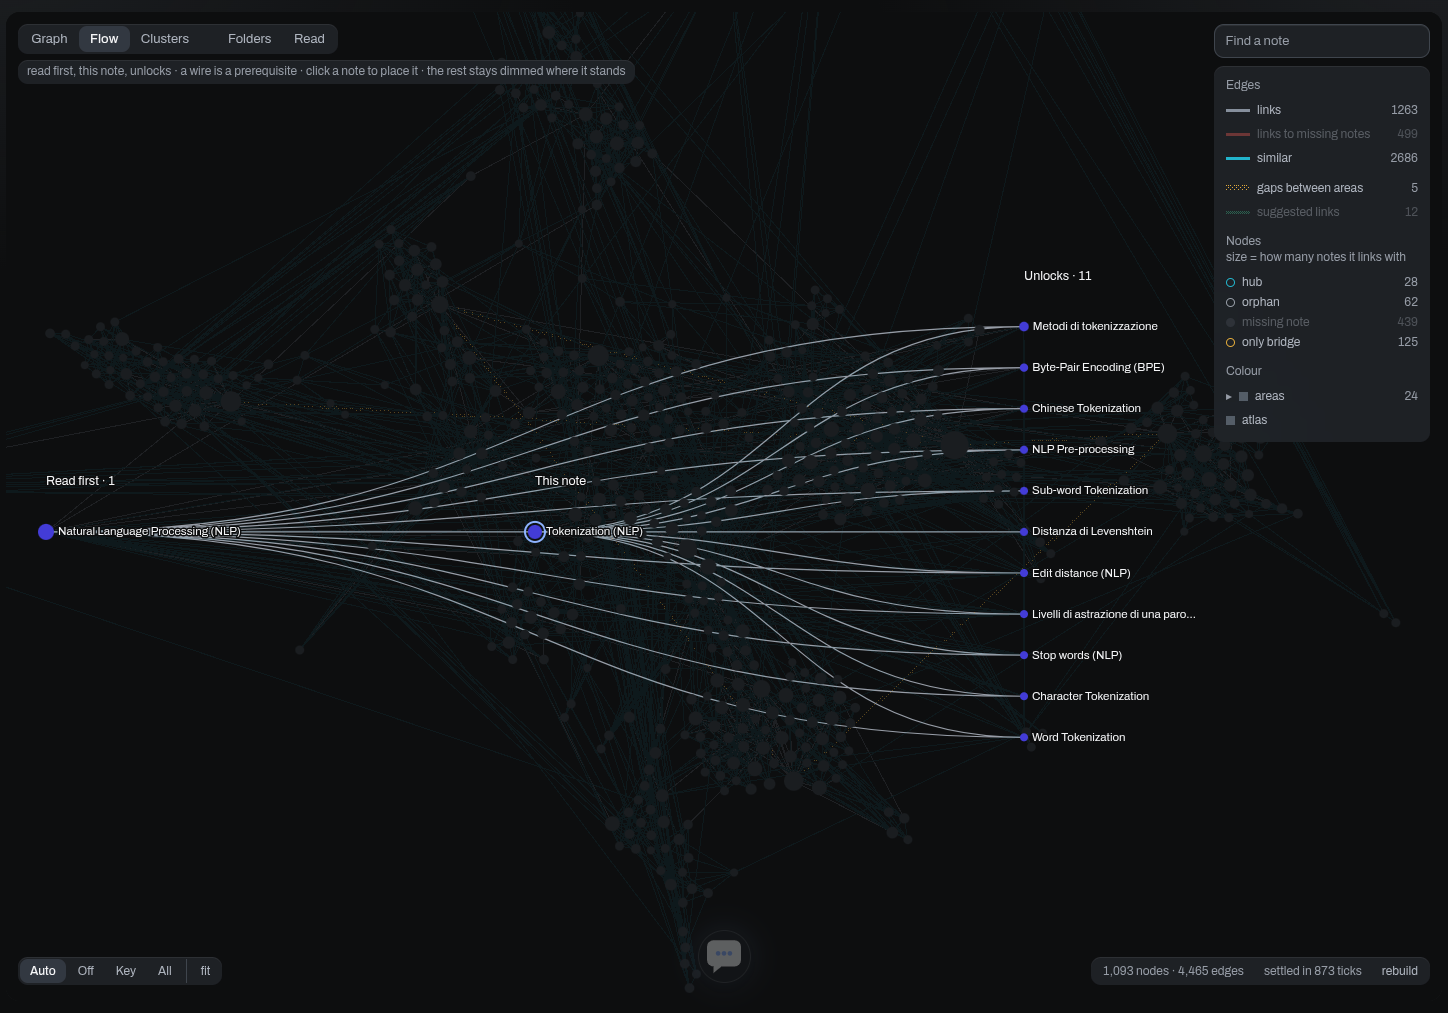 Graph Flow Clusters Folders Read
read first, this note, unlocks · a wire is a prerequisite · click a note to place it · the rest stays dimmed where it stands
Find a note
Edges
links 1263
links to missing notes 499
similar 2686
gaps between areas 5
suggested links 12
Nodes
size = how many notes it links with
hub 28
orphan 62
missing note 439
only bridge 125
Colour
areas 24
atlas
Read first · 1
Natural Language Processing (NLP)
This note
Tokenization (NLP)
Unlocks · 11
Metodi di tokenizzazione
Byte-Pair Encoding (BPE)
Chinese Tokenization
NLP Pre-processing
Sub-word Tokenization
Distanza di Levenshtein
Edit distance (NLP)
Livelli di astrazione di una paro...
Stop words (NLP)
Character Tokenization
Word Tokenization
Auto Off Key All fit
1,093 nodes · 4,465 edges settled in 873 ticks rebuild